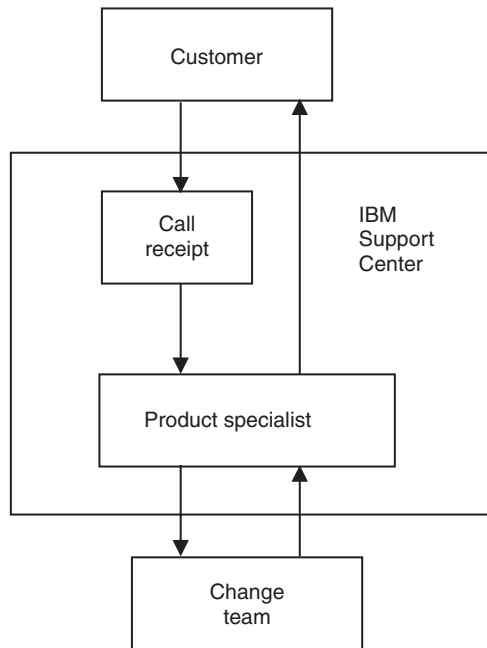 Customer
Call
receipt
IBM
Support
Center
Product specialist
Change
team